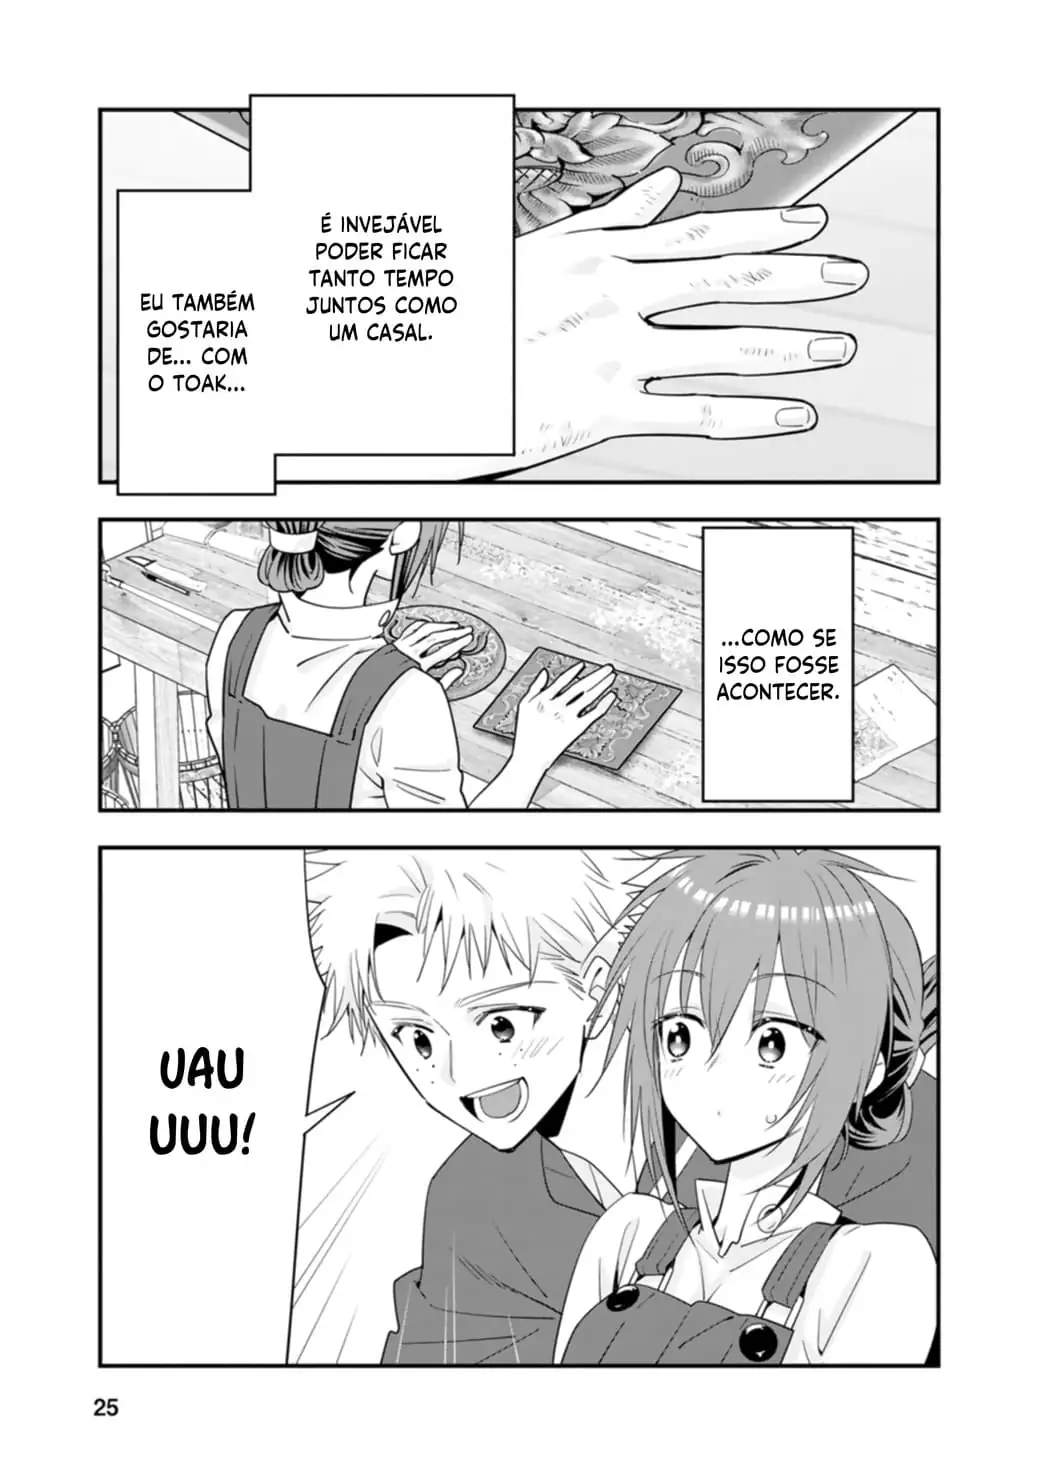 É INVEJÁVEL
PODER FICAR
TANTO TEMPO
JUNTOS COMO
UM CASAL.
EU TAMBÉM
GOSTARIA
DE... COM
O TOAK...
...COMO SE
ISSO FOSSE
ACONTECER.
UAU
UUU!
25